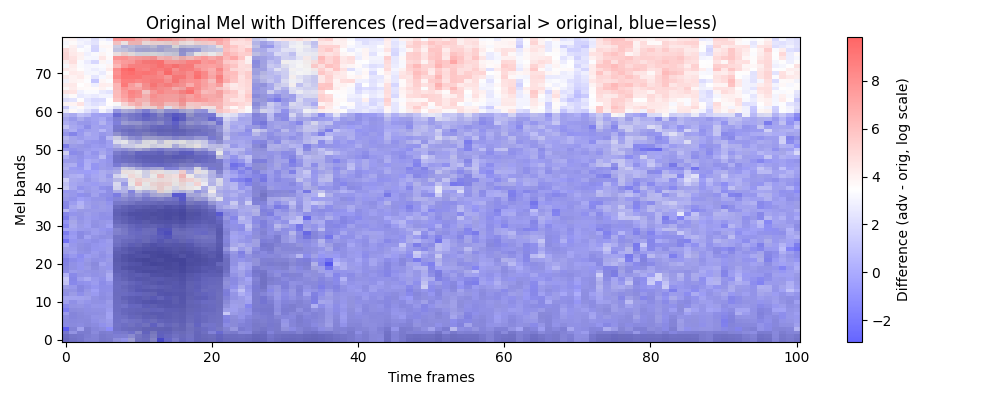 Original Mel with Differences (red=adversarial > original, blue=less)
Mel bands
70
60
50
40
30
20
10
0
0 20 40 60 80 100
Time frames
8
6
4
2
0
−2
Difference (adv - orig, log scale)